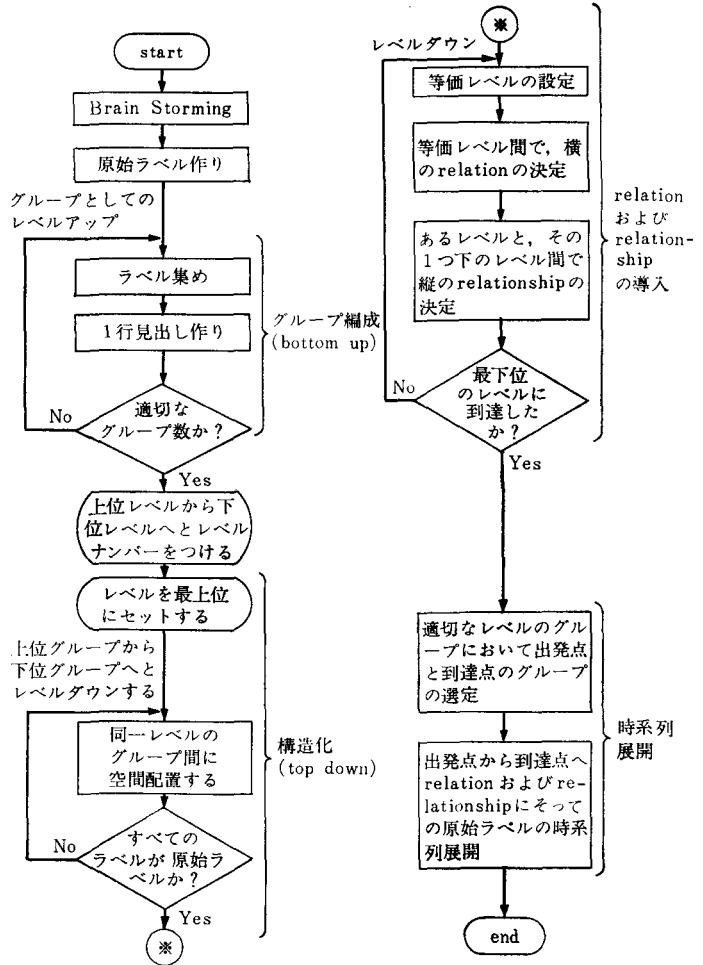 start
Brain Storming
原始ラベル作り
グループとしての
レベルアップ
ラベル集め
1行見出し作り
グループ編成
(bottom up)
適切な
グループ数か?
No
Yes
上位レベルから下
位レベルへとレベル
ナンバーをつける
レベルを最上位
にセットする
上位グループから
下位グループへと
レベルダウンする
同一レベルの
グループ間に
空間配置する
構造化
(top down)
すべての
ラベルが原始ラ
ベルか?
No
Yes
※
※
レベルダウン
等価レベルの設定
等価レベル間で,横
のrelationの決定
あるレベルと,その
1つ下のレベル間で
縦のrelationshipの
決定
relation
および
relation-
ship
の導入
最下位
のレベルに
到達した
か?
No
Yes
適切なレベルのグル
ープにおいて出発点
と到達点のグループ
の選定
時系列
展開
出発点から到達点へ
relationおよびre-
lationshipにそって
の原始ラベルの時系
列展開
end